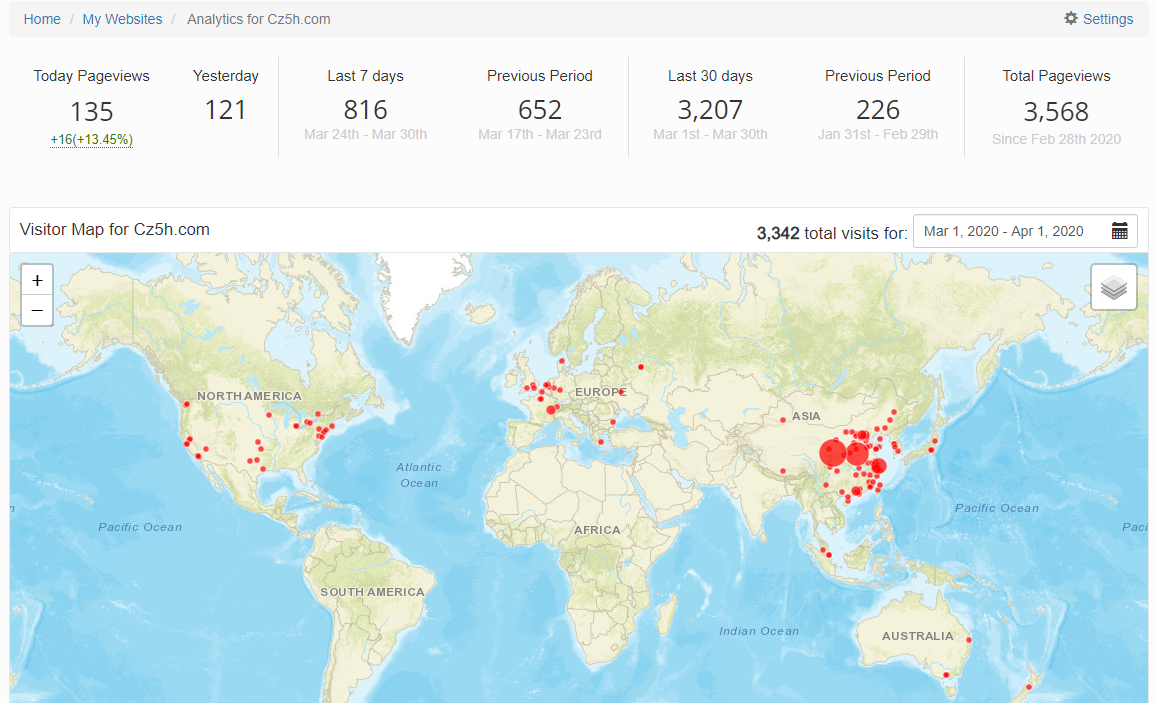 Home / My Websites / Analytics for Cz5h.com
Settings
Today Pageviews
135
+16(+13.45%)
Yesterday
121
Last 7 days
816
Mar 24th - Mar 30th
Previous Period
652
Mar 17th - Mar 23rd
Last 30 days
3,207
Mar 1st - Mar 30th
Previous Period
226
Jan 31st - Feb 29th
Total Pageviews
3,568
Since Feb 28th 2020
Visitor Map for Cz5h.com
3,342 total visits for:
Mar 1, 2020 - Apr 1, 2020
+
−
NORTH AMERICA
EUROPE
ASIA
Atlantic
Ocean
Pacific Ocean
Pacific Ocean
Paci
n
AFRICA
SOUTH AMERICA
Indian Ocean
AUSTRALIA